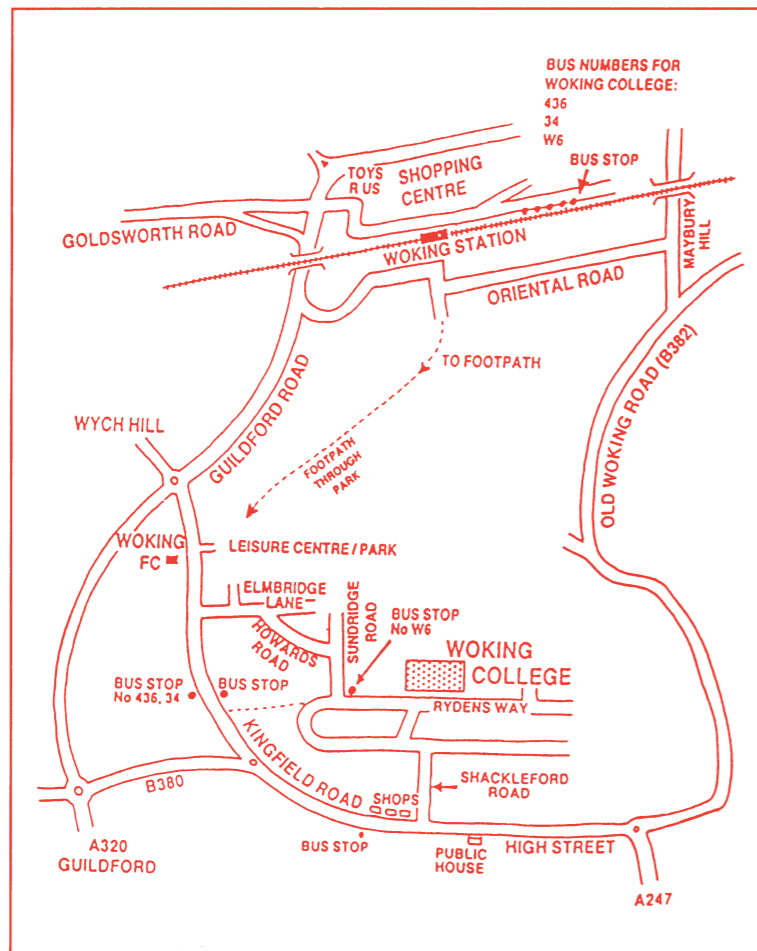 BUS NUMBERS FOR
WOKING COLLEGE:
436
34
W6
BUS STOP
TOYS
R US
SHOPPING
CENTRE
GOLDSWORTH ROAD
WOKING STATION
MAYBURY
HILL
ORIENTAL ROAD
TO FOOTPATH
GUILDFORD ROAD
OLD WOKING ROAD (B382)
WYCH HILL
FOOTPATH
THROUGH
PARK
WOKING
FC
LEISURE CENTRE / PARK
ELMBRIDGE
LANE
HOWARDS
ROAD
SUNDRIDGE
ROAD
BUS STOP
No W6
WOKING
COLLEGE
BUS STOP
No 436, 34
BUS STOP
RYDENS WAY
KINGFIELD ROAD
B380
SHOPS
SHACKLEFORD
ROAD
A320
GUILDFORD
BUS STOP
PUBLIC
HOUSE
HIGH STREET
A247